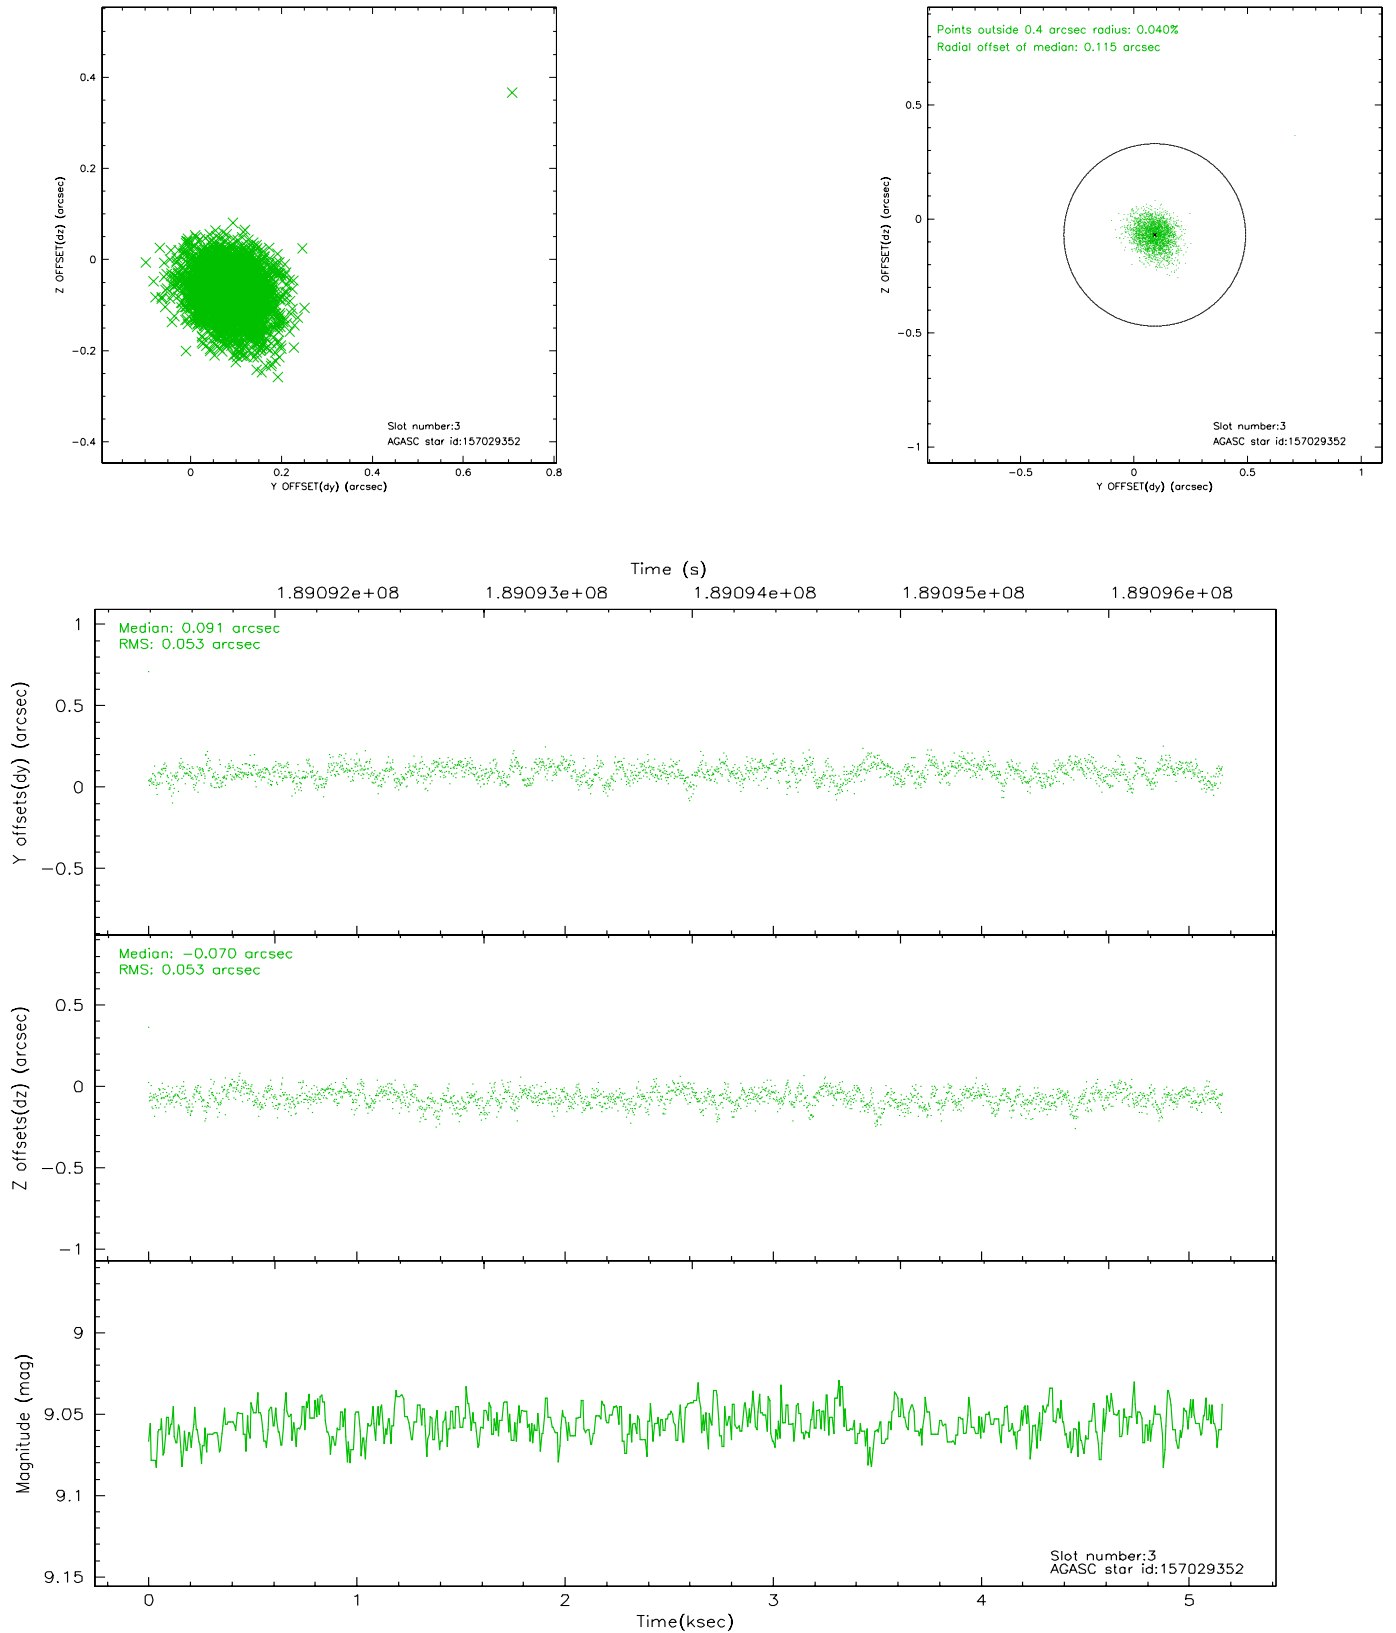 0.4
0.2
0
−0.2
−0.4
Z OFFSET(dz) (arcsec)
Slot number:3
AGASC star id:157029352
0
0.2
0.4
0.6
0.8
Y OFFSET(dy) (arcsec)
Points outside 0.4 arcsec radius: 0.040%
Radial offset of median: 0.115 arcsec
0.5
0
−0.5
−1
Z OFFSET(dz) (arcsec)
Slot number:3
AGASC star id:157029352
−0.5
0
0.5
1
Y OFFSET(dy) (arcsec)
Time (s)
1.89092e+08
1.89093e+08
1.89094e+08
1.89095e+08
1.89096e+08
Median: 0.091 arcsec
RMS: 0.053 arcsec
1
0.5
0
−0.5
Y offsets(dy) (arcsec)
Median: −0.070 arcsec
RMS: 0.053 arcsec
0.5
0
−0.5
−1
Z offsets(dz) (arcsec)
9
9.05
9.1
9.15
Magnitude (mag)
Slot number:3
AGASC star id:157029352
0
1
2
3
4
5
Time(ksec)